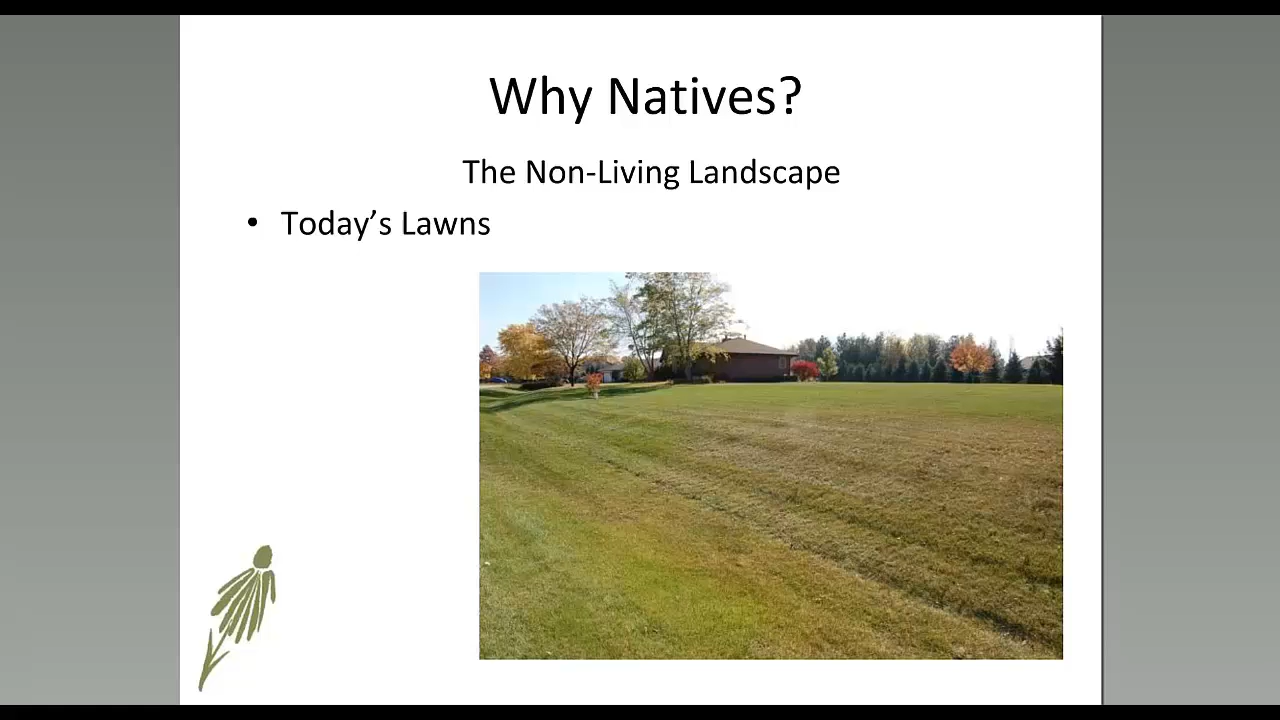 Why Natives?
The Non-Living Landscape
• Today’s Lawns